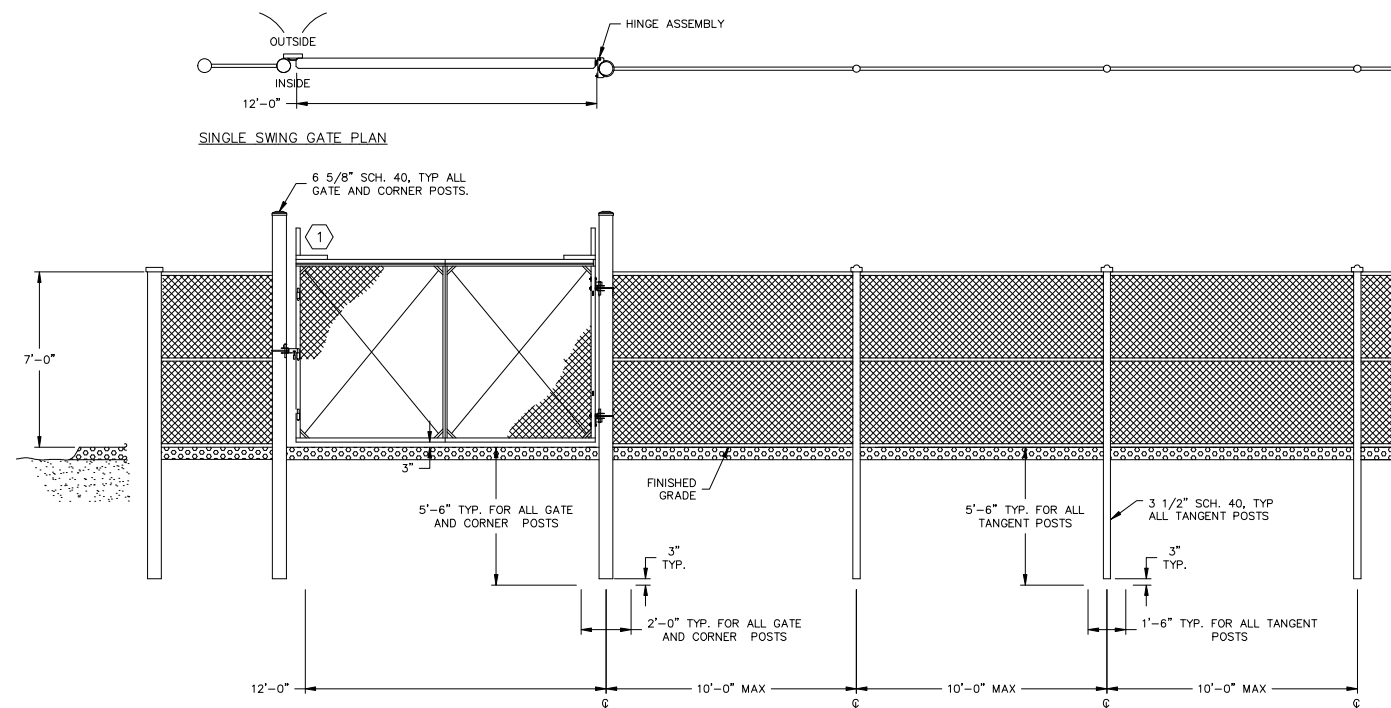 HINGE ASSEMBLY
OUTSIDE
INSIDE
12'-0"
SINGLE SWING GATE PLAN
6 5/8" SCH. 40, TYP ALL
GATE AND CORNER POSTS.
1
7'-0"
3"
FINISHED
GRADE
5'-6" TYP. FOR ALL GATE
AND CORNER POSTS
5'-6" TYP. FOR ALL
TANGENT POSTS
3 1/2" SCH. 40, TYP
ALL TANGENT POSTS
3"
TYP.
3"
TYP.
2'-0" TYP. FOR ALL GATE
AND CORNER POSTS
1'-6" TYP. FOR ALL TANGENT
POSTS
12'-0"
10'-0" MAX
10'-0" MAX
10'-0" MAX
℄
℄
℄
℄